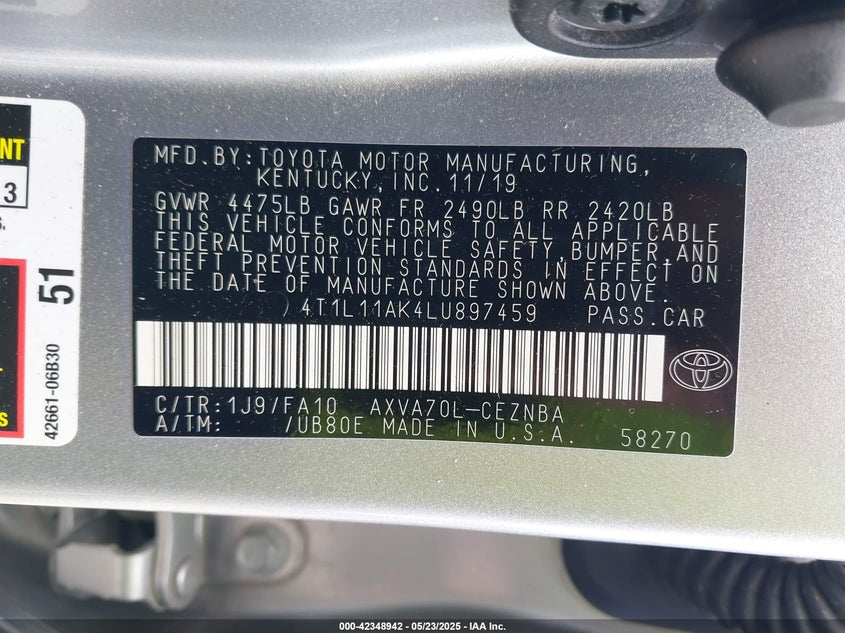 NT
3
S.
51
42661-06B30
S
MFD.BY:TOYOTA MOTOR MANUFACTURING,
KENTUCKY,INC.11/19
GVWR 4475LB GAWR FR 2490LB RR 2420LB
THIS VEHICLE CONFORMS TO ALL APPLICABLE
FEDERAL MOTOR VEHICLE SAFETY,BUMPER,AND
THEFT PREVENTION STANDARDS IN EFFECT ON
THE DATE OF MANUFACTURE SHOWN ABOVE.
)4T1L11AK4LU897459 PASS.CAR
C/TR:1J9/FA10 AXVA70L-CEZNBA
A/TM: /UB80E MADE IN U.S.A. 58270
000-42348942 - 05/23/2025 - IAA Inc.